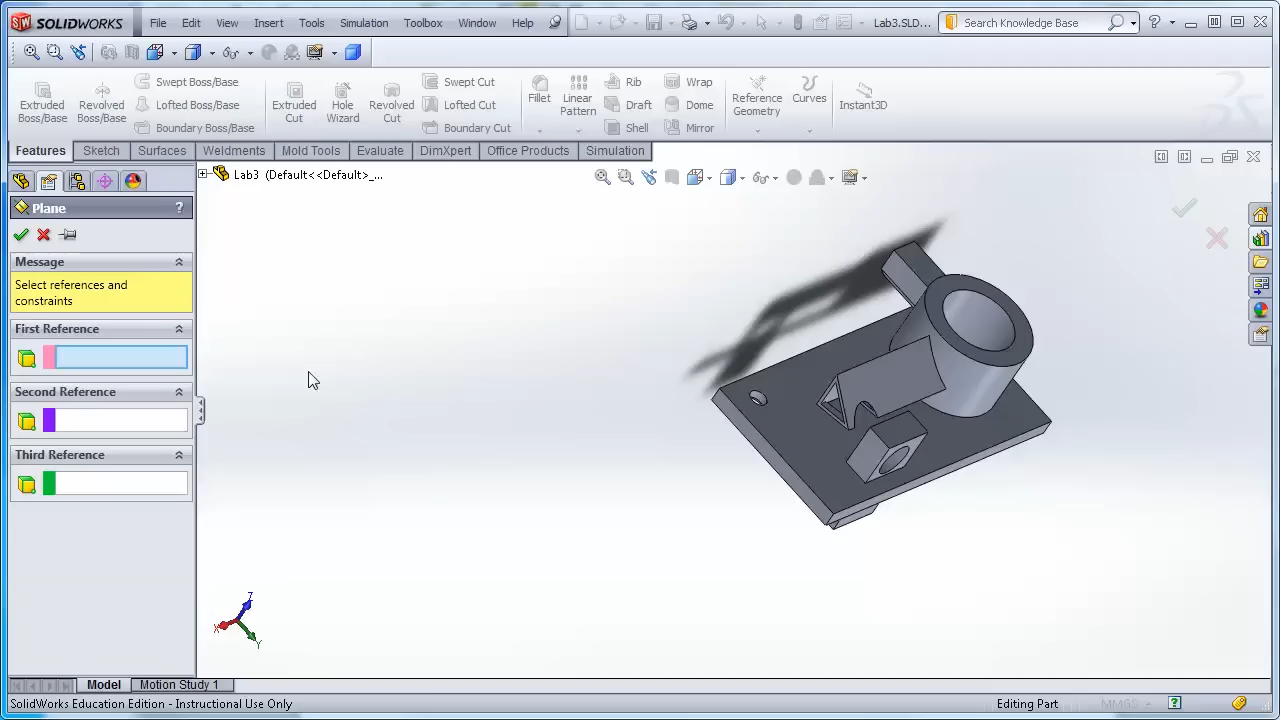 SOLIDWORKS File Edit View Insert Tools Simulation Toolbox Window Help Lab3.SLD... Search Knowledge Base ?
Extruded Boss/Base
Revolved Boss/Base
Swept Boss/Base
Lofted Boss/Base
Boundary Boss/Base
Extruded Cut
Hole Wizard
Revolved Cut
Swept Cut
Lofted Cut
Boundary Cut
Fillet
Linear Pattern
Rib
Draft
Shell
Wrap
Dome
Mirror
Reference Geometry
Curves
Instant3D
Features Sketch Surfaces Weldments Mold Tools Evaluate DimXpert Office Products Simulation
Lab3 (Default<<Default>_...
Plane ?
Message
Select references and
constraints
First Reference
Second Reference
Third Reference
Z
X
Y
Model Motion Study 1
SolidWorks Education Edition - Instructional Use Only Editing Part MMGS ?